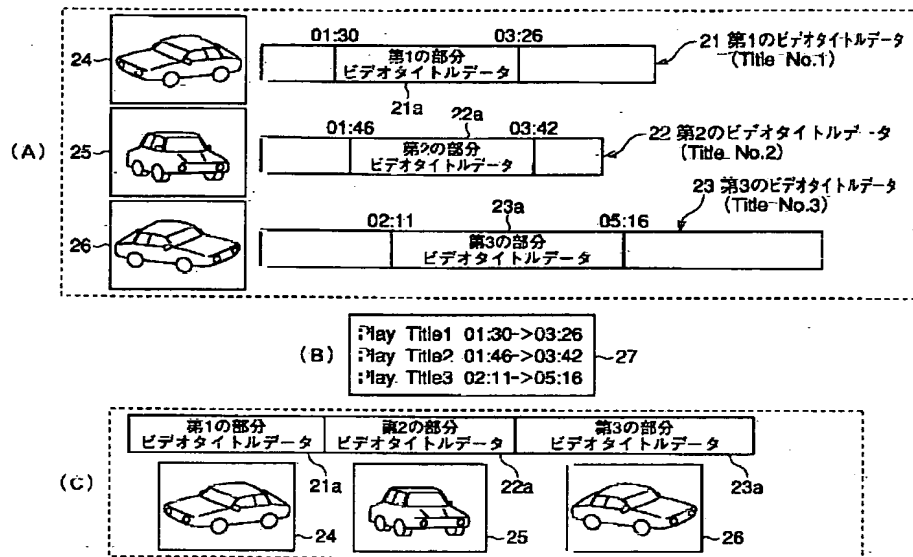 (A)
24
01:30
03:26
第1の部分
ビデオタイトルデータ
21a
21 第1のビデオタイトルデータ
(Title No.1)
25
01:46
22a
03:42
第2の部分
ビデオタイトルデータ
22 第2のビデオタイトルデータ
(Title No.2)
26
02:11
23a
05:16
第3の部分
ビデオタイトルデータ
23 第3のビデオタイトルデータ
(Title No.3)
(B)
Play Title1 01:30->03:26
Play Title2 01:46->03:42
Play Title3 02:11->05:16
27
(C)
第1の部分
ビデオタイトルデータ
第2の部分
ビデオタイトルデータ
第3の部分
ビデオタイトルデータ
21a
22a
23a
24
25
26